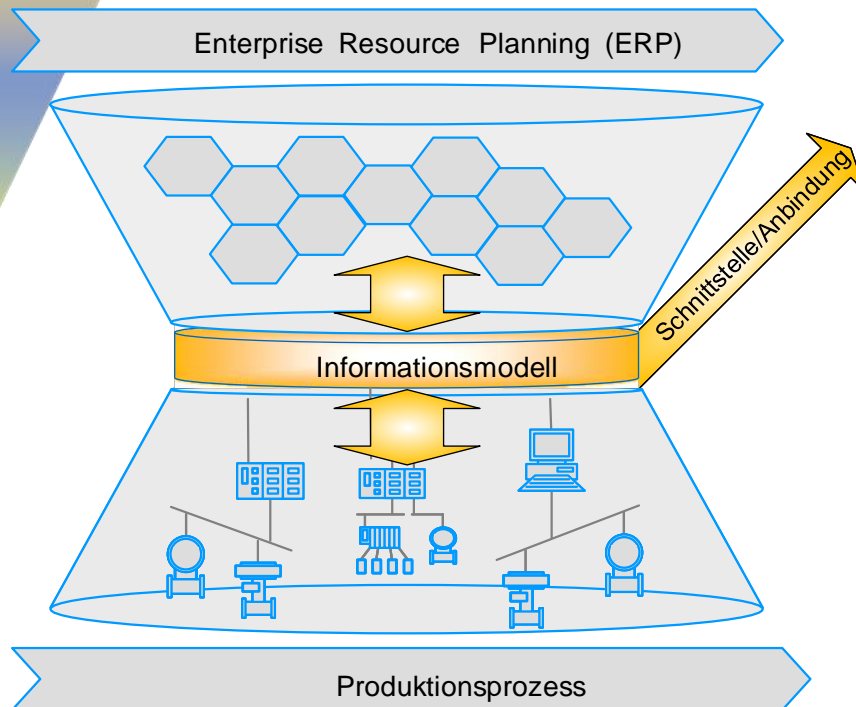 Enterprise Resource Planning (ERP)
Schnittstelle/Anbindung
Informationsmodell
Produktionsprozess